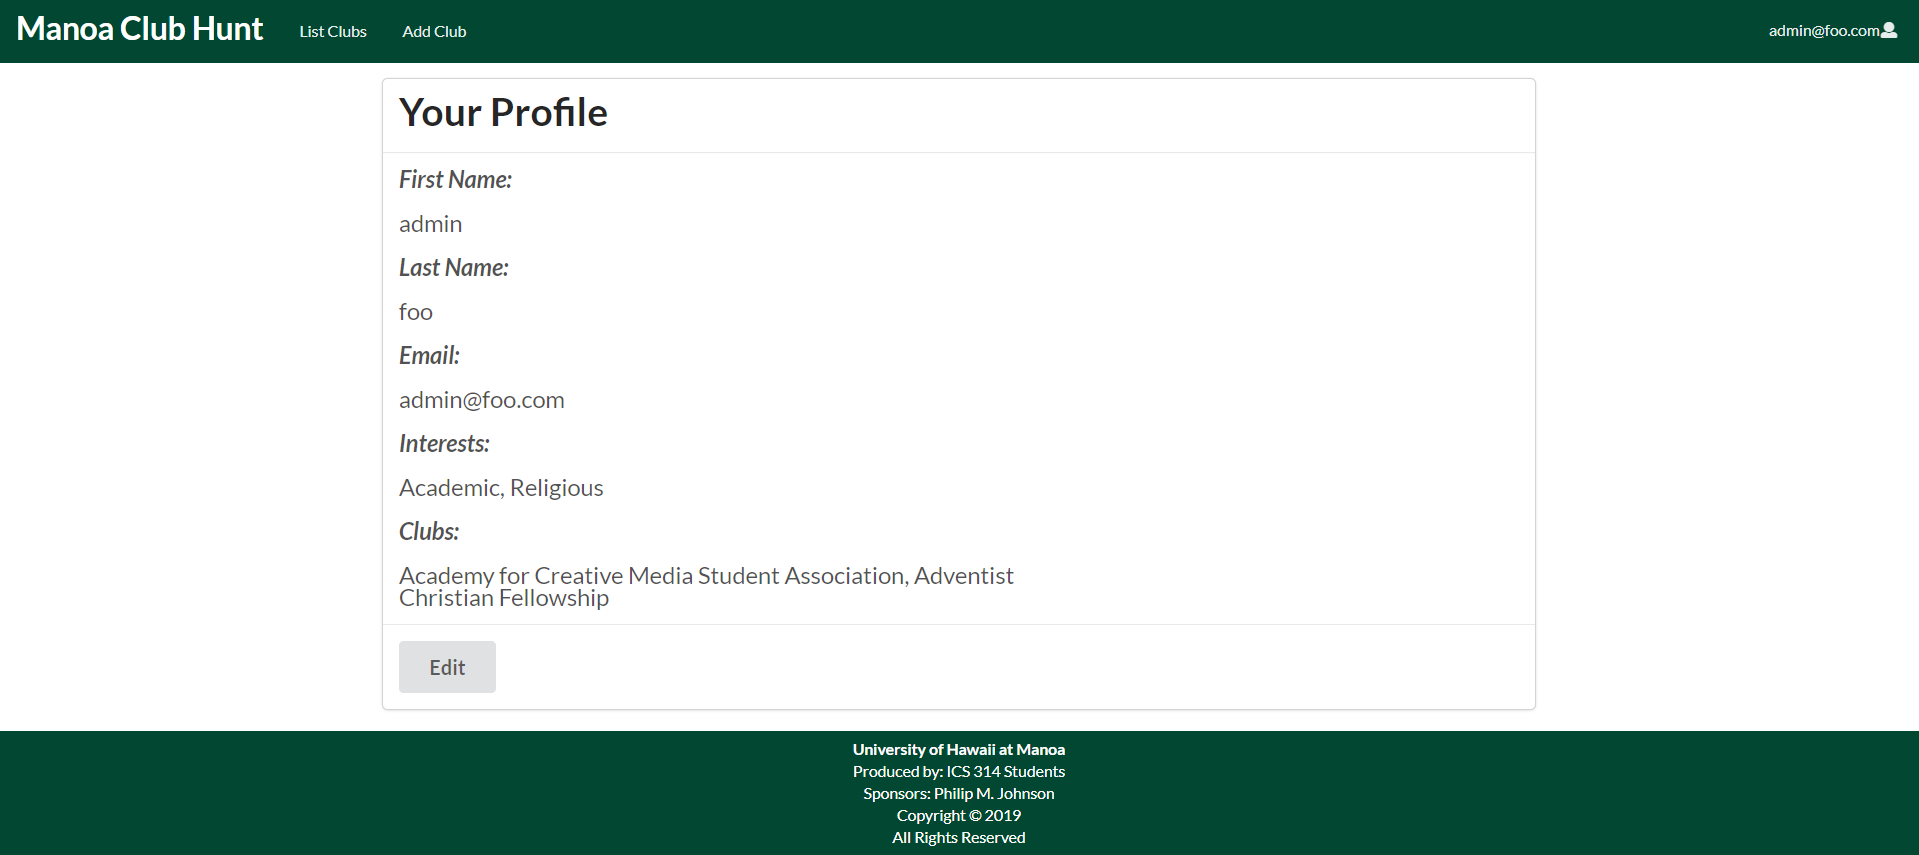 Manoa Club Hunt
List Clubs
Add Club
admin@foo.com
Your Profile
First Name:
admin
Last Name:
foo
Email:
admin@foo.com
Interests:
Academic, Religious
Clubs:
Academy for Creative Media Student Association, Adventist
Christian Fellowship
Edit
University of Hawaii at Manoa
Produced by: ICS 314 Students
Sponsors: Philip M. Johnson
Copyright © 2019
All Rights Reserved